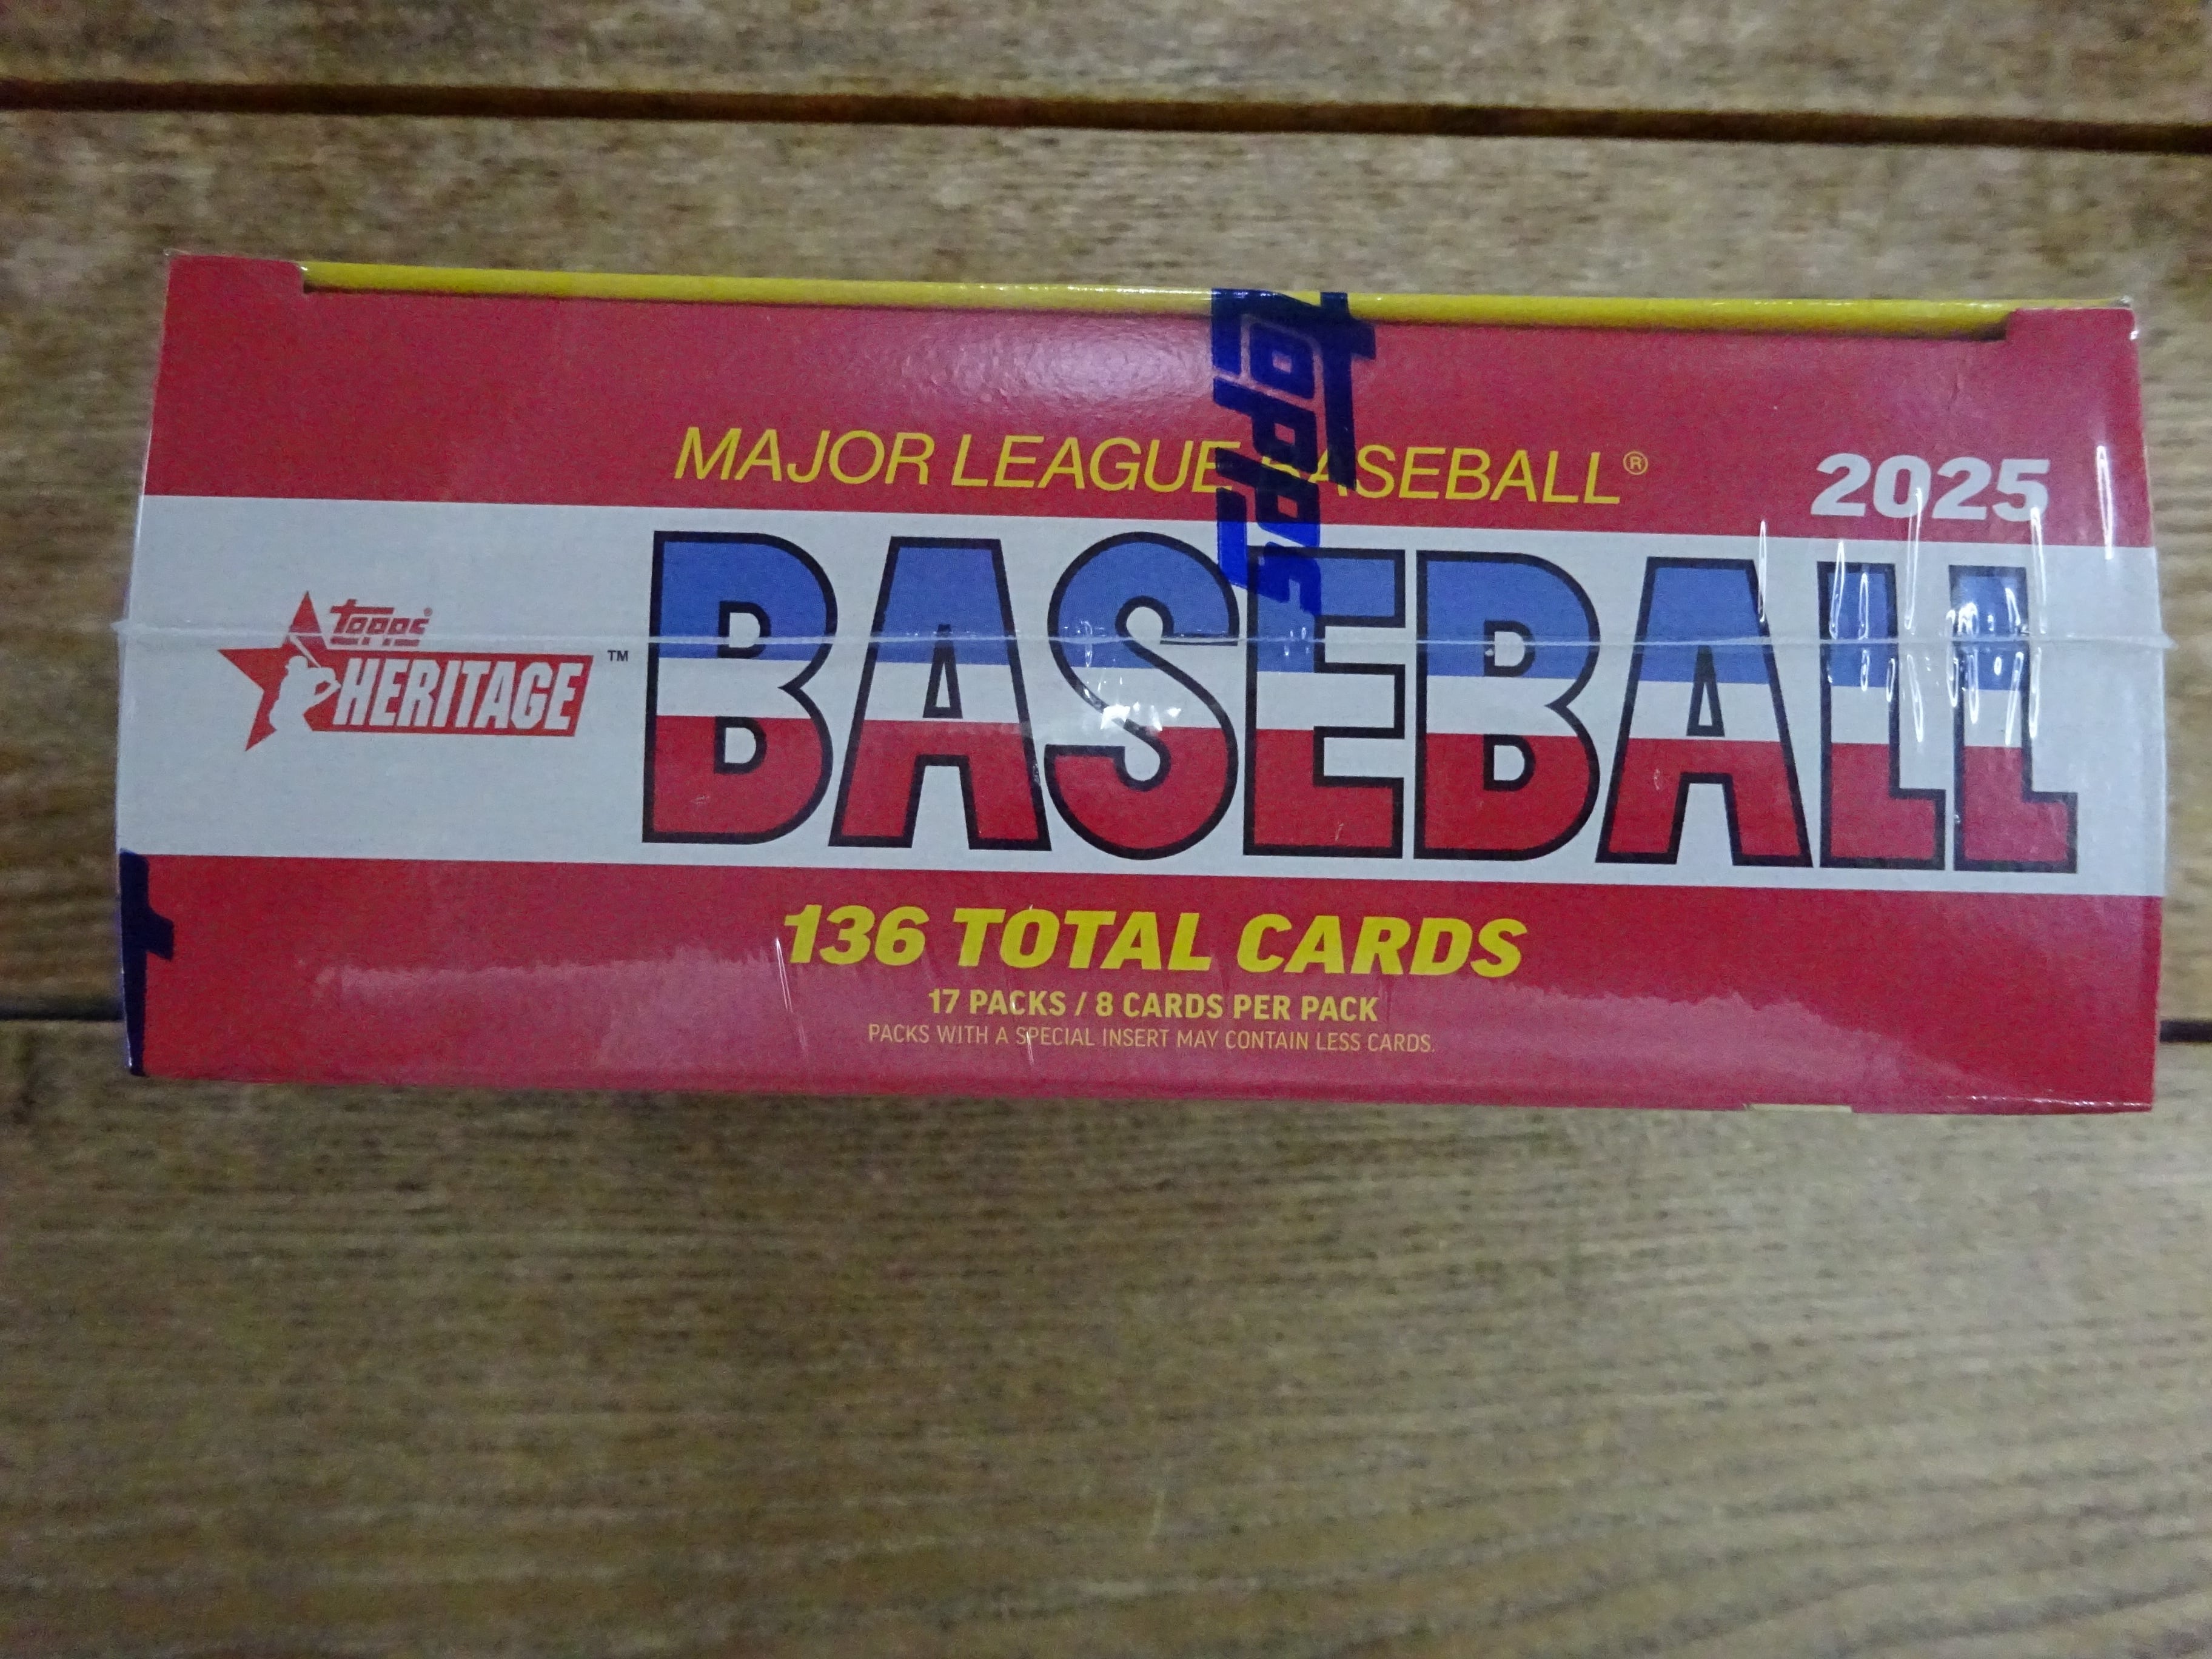 MAJOR LEAGUE BASEBALL®
2025
topps
topps®
HERITAGE™
BASEBALL
136 TOTAL CARDS
17 PACKS / 8 CARDS PER PACK
PACKS WITH A SPECIAL INSERT MAY CONTAIN LESS CARDS.